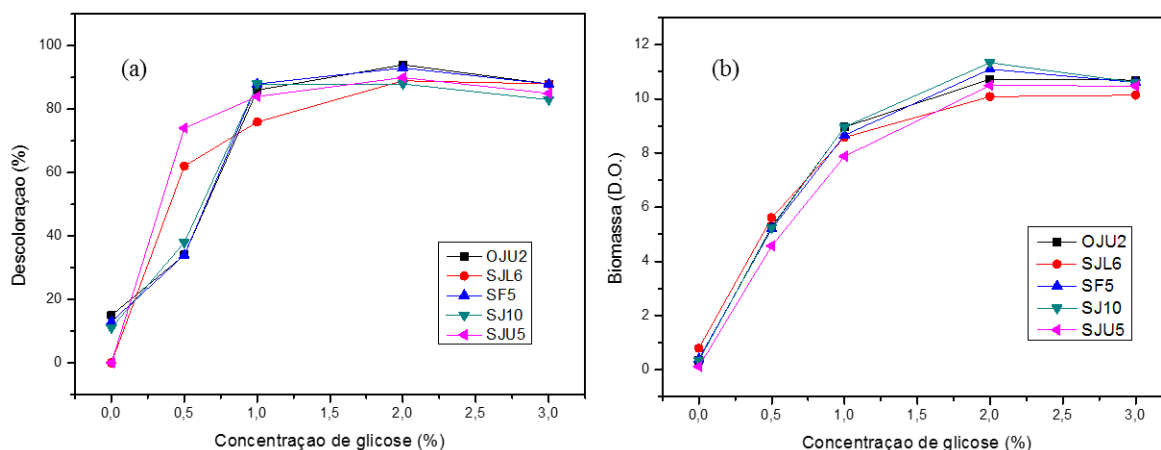 (a)
Descoloraçao (%)
100
80
60
40
20
0
OJU2
SJL6
SF5
SJ10
SJU5
0,0 0,5 1,0 1,5 2,0 2,5 3,0
Concentraçao de glicose (%)
(b)
Biomassa (D.O.)
12
10
8
6
4
2
0
OJU2
SJL6
SF5
SJ10
SJU5
0,0 0,5 1,0 1,5 2,0 2,5 3,0
Concentraçao de glicose (%)